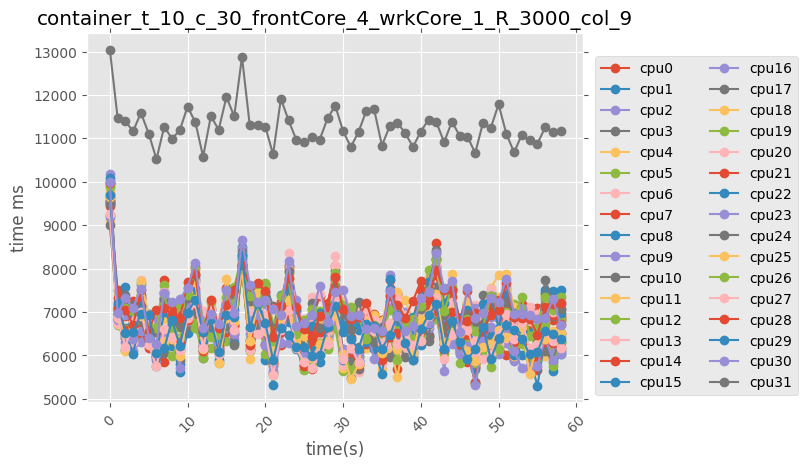 container_t_10_c_30_frontCore_4_wrkCore_1_R_3000_col_9
13000
12000
11000
10000
9000
8000
7000
6000
5000
time ms
0
10
20
30
40
50
60
time(s)
cpu0
cpu1
cpu2
cpu3
cpu4
cpu5
cpu6
cpu7
cpu8
cpu9
cpu10
cpu11
cpu12
cpu13
cpu14
cpu15
cpu16
cpu17
cpu18
cpu19
cpu20
cpu21
cpu22
cpu23
cpu24
cpu25
cpu26
cpu27
cpu28
cpu29
cpu30
cpu31